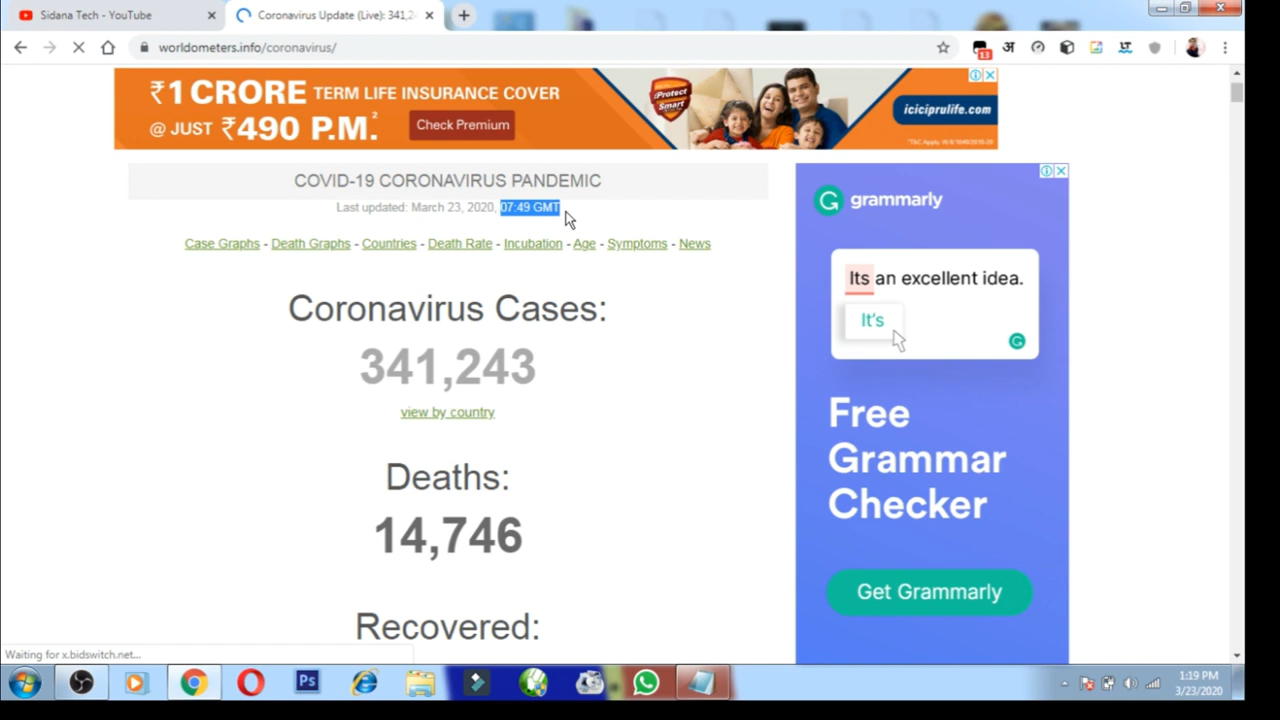 Sidana Tech - YouTube
Coronavirus Update (Live): 341,2
worldometers.info/coronavirus/
13
अ
LT
₹1 CRORE TERM LIFE INSURANCE COVER
@ JUST ₹490 P.M.2
Check Premium
iProtect
Smart
iciciprulife.com
COVID-19 CORONAVIRUS PANDEMIC
Last updated: March 23, 2020, 07:49 GMT
Case Graphs - Death Graphs - Countries - Death Rate - Incubation - Age - Symptoms - News
Coronavirus Cases:
341,243
view by country
Deaths:
14,746
Recovered:
grammarly
Its an excellent idea.
It's
Free
Grammar
Checker
Get Grammarly
Waiting for x.bidswitch.net...
Ps
1:19 PM
3/23/2020